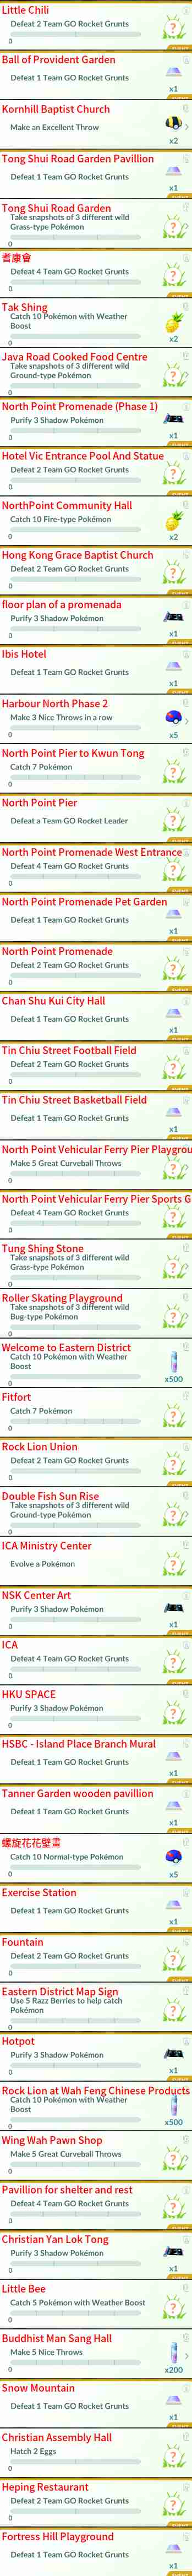 Little Chili
Defeat 2 Team GO Rocket Grunts
?
0
Ball of Provident Garden
Defeat 1 Team GO Rocket Grunts
x1
Kornhill Baptist Church
Make an Excellent Throw
x2
Tong Shui Road Garden Pavillion
Defeat 1 Team GO Rocket Grunts
x1
Tong Shui Road Garden
Take snapshots of 3 different wild
Grass-type Pokémon
?
0
耆康會
Defeat 4 Team GO Rocket Grunts
?
0
Tak Shing
Catch 10 Pokémon with Weather
Boost
0
x2
Java Road Cooked Food Centre
Take snapshots of 3 different wild
Ground-type Pokémon
?
0
North Point Promenade (Phase 1)
Purify 3 Shadow Pokémon
0
x1
Hotel Vic Entrance Pool And Statue
Defeat 2 Team GO Rocket Grunts
?
0
NorthPoint Community Hall
Catch 10 Fire-type Pokémon
0
x2
Hong Kong Grace Baptist Church
Defeat 2 Team GO Rocket Grunts
?
0
floor plan of a promenada
Purify 3 Shadow Pokémon
0
x1
Ibis Hotel
Defeat 1 Team GO Rocket Grunts
x1
Harbour North Phase 2
Make 3 Nice Throws in a row
0
x5
North Point Pier to Kwun Tong
Catch 7 Pokémon
?
0
North Point Pier
Defeat a Team GO Rocket Leader
?
North Point Promenade West Entrance
Defeat 4 Team GO Rocket Grunts
?
0
North Point Promenade Pet Garden
Defeat 1 Team GO Rocket Grunts
x1
North Point Promenade
Defeat 2 Team GO Rocket Grunts
?
0
Chan Shu Kui City Hall
Defeat 1 Team GO Rocket Grunts
x1
Tin Chiu Street Football Field
Defeat 2 Team GO Rocket Grunts
?
0
Tin Chiu Street Basketball Field
Defeat 1 Team GO Rocket Grunts
x1
North Point Vehicular Ferry Pier Playgrou
Make 5 Great Curveball Throws
?
0
North Point Vehicular Ferry Pier Sports G
Defeat 4 Team GO Rocket Grunts
?
0
Tung Shing Stone
Take snapshots of 3 different wild
Grass-type Pokémon
?
0
Roller Skating Playground
Take snapshots of 3 different wild
Bug-type Pokémon
?
0
Welcome to Eastern District
Catch 10 Pokémon with Weather
Boost
0
x500
Fitfort
Catch 7 Pokémon
?
0
Rock Lion Union
Defeat 2 Team GO Rocket Grunts
?
0
Double Fish Sun Rise
Take snapshots of 3 different wild
Ground-type Pokémon
?
0
ICA Ministry Center
Evolve a Pokémon
?
NSK Center Art
Purify 3 Shadow Pokémon
0
x1
ICA
Defeat 4 Team GO Rocket Grunts
?
0
HKU SPACE
Purify 3 Shadow Pokémon
?
0
HSBC - Island Place Branch Mural
Defeat 1 Team GO Rocket Grunts
x1
Tanner Garden wooden pavillion
Defeat 1 Team GO Rocket Grunts
x1
螺旋花花壁畫
Catch 10 Normal-type Pokémon
0
x5
Exercise Station
Defeat 1 Team GO Rocket Grunts
x1
Fountain
Defeat 2 Team GO Rocket Grunts
?
0
Eastern District Map Sign
Use 5 Razz Berries to help catch
Pokémon
?
0
Hotpot
Purify 3 Shadow Pokémon
0
x1
Rock Lion at Wah Feng Chinese Products
Catch 10 Pokémon with Weather
Boost
0
x500
Wing Wah Pawn Shop
Make 5 Great Curveball Throws
?
0
Pavillion for shelter and rest
Defeat 4 Team GO Rocket Grunts
?
0
Christian Yan Lok Tong
Purify 3 Shadow Pokémon
0
x1
Little Bee
Catch 5 Pokémon with Weather Boost
?
0
Buddhist Man Sang Hall
Make 5 Nice Throws
0
x200
Snow Mountain
Defeat 1 Team GO Rocket Grunts
x1
Christian Assembly Hall
Hatch 2 Eggs
?
0
Heping Restaurant
Defeat 2 Team GO Rocket Grunts
?
0
Fortress Hill Playground
Defeat 1 Team GO Rocket Grunts
x1